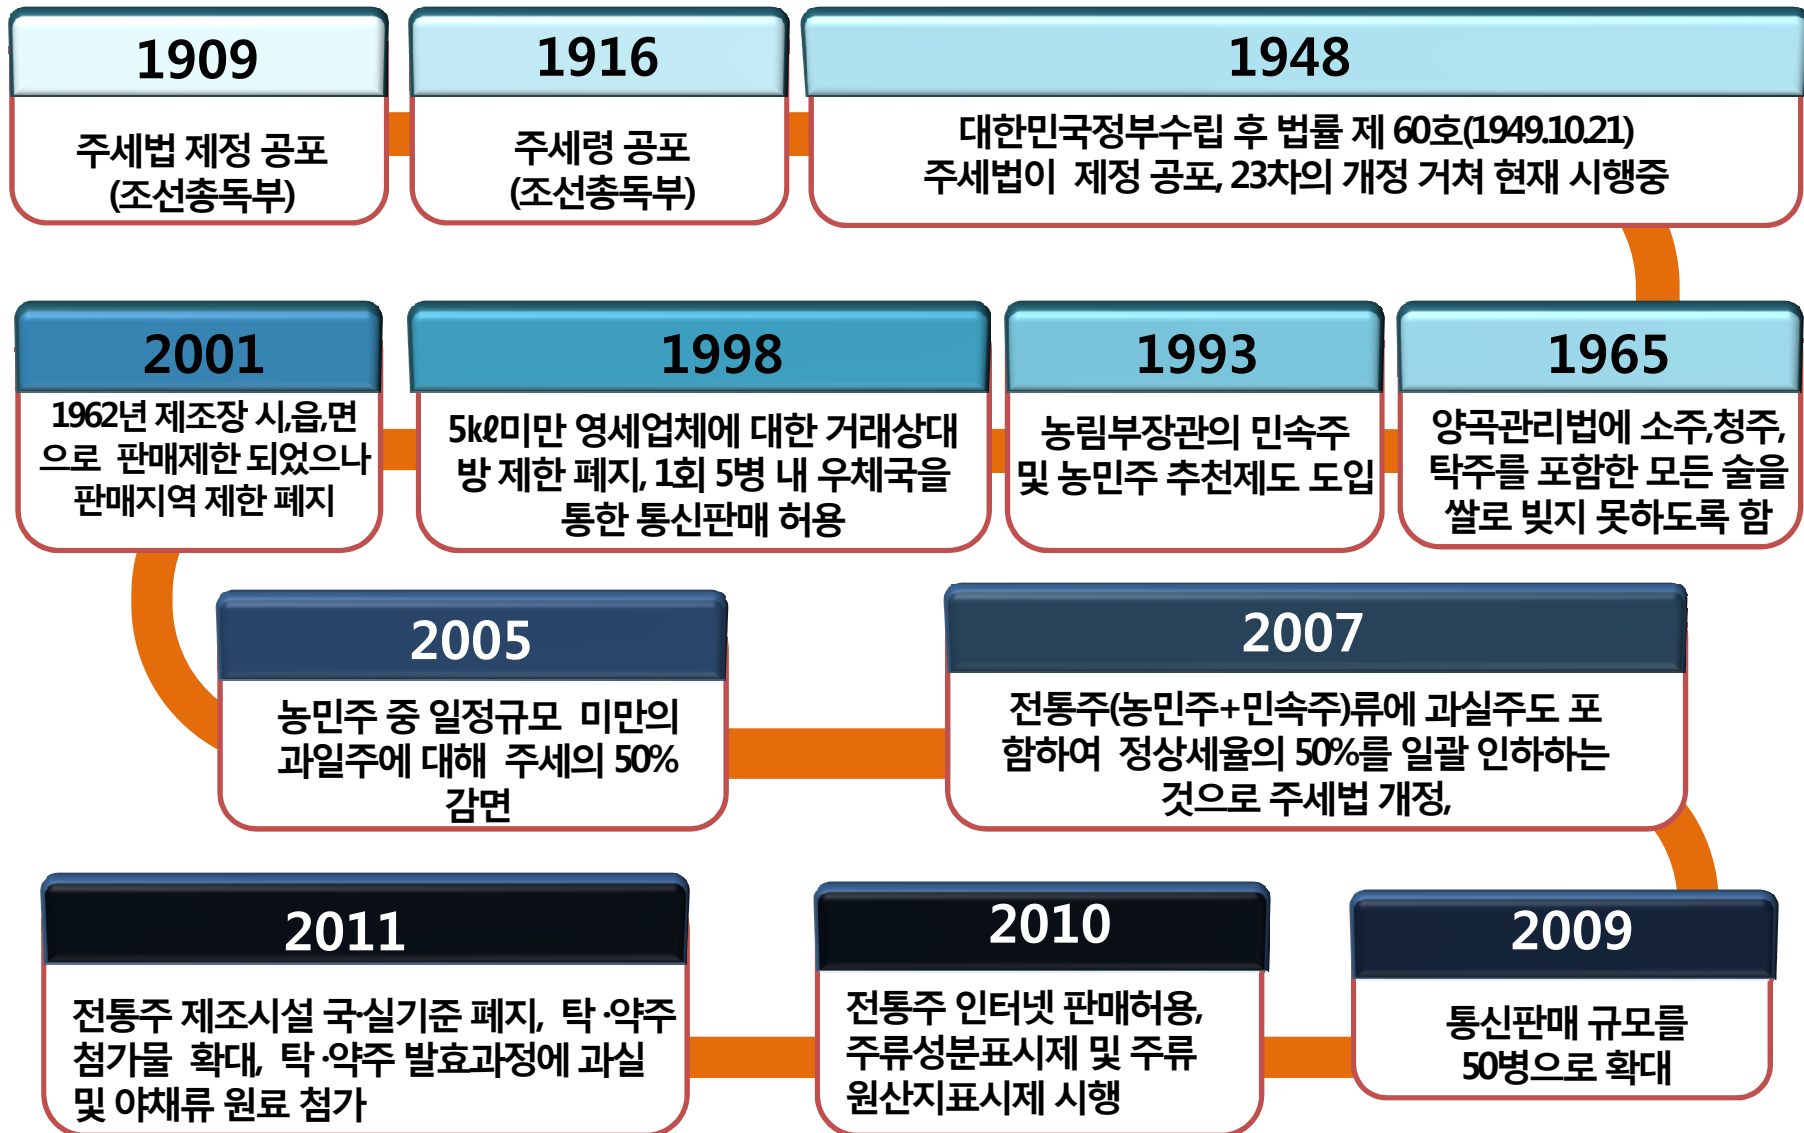 1909
주세법 제정 공포
(조선총독부)
1916
주세령 공포
(조선총독부)
1948
대한민국정부수립 후 법률 제 60호(1949.10.21)
주세법이 제정 공포, 23차의 개정 거쳐 현재 시행중
1965
양곡관리법에 소주,청주,
탁주를 포함한 모든 술을
쌀로 빚지 못하도록 함
1993
농림부장관의 민속주
및 농민주 추천제도 도입
1998
5㎘미만 영세업체에 대한 거래상대
방 제한 폐지, 1회 5병 내 우체국을
통한 통신판매 허용
2001
1962년 제조장 시,읍,면
으로 판매제한 되었으나
판매지역 제한 폐지
2005
농민주 중 일정규모 미만의
과일주에 대해 주세의 50%
감면
2007
전통주(농민주+민속주)류에 과실주도 포
함하여 정상세율의 50%를 일괄 인하하는
것으로 주세법 개정,
2009
통신판매 규모를
50병으로 확대
2010
전통주 인터넷 판매허용,
주류성분표시제 및 주류
원산지표시제 시행
2011
전통주 제조시설 국·실기준 폐지, 탁·약주
첨가물 확대, 탁·약주 발효과정에 과실
및 야채류 원료 첨가